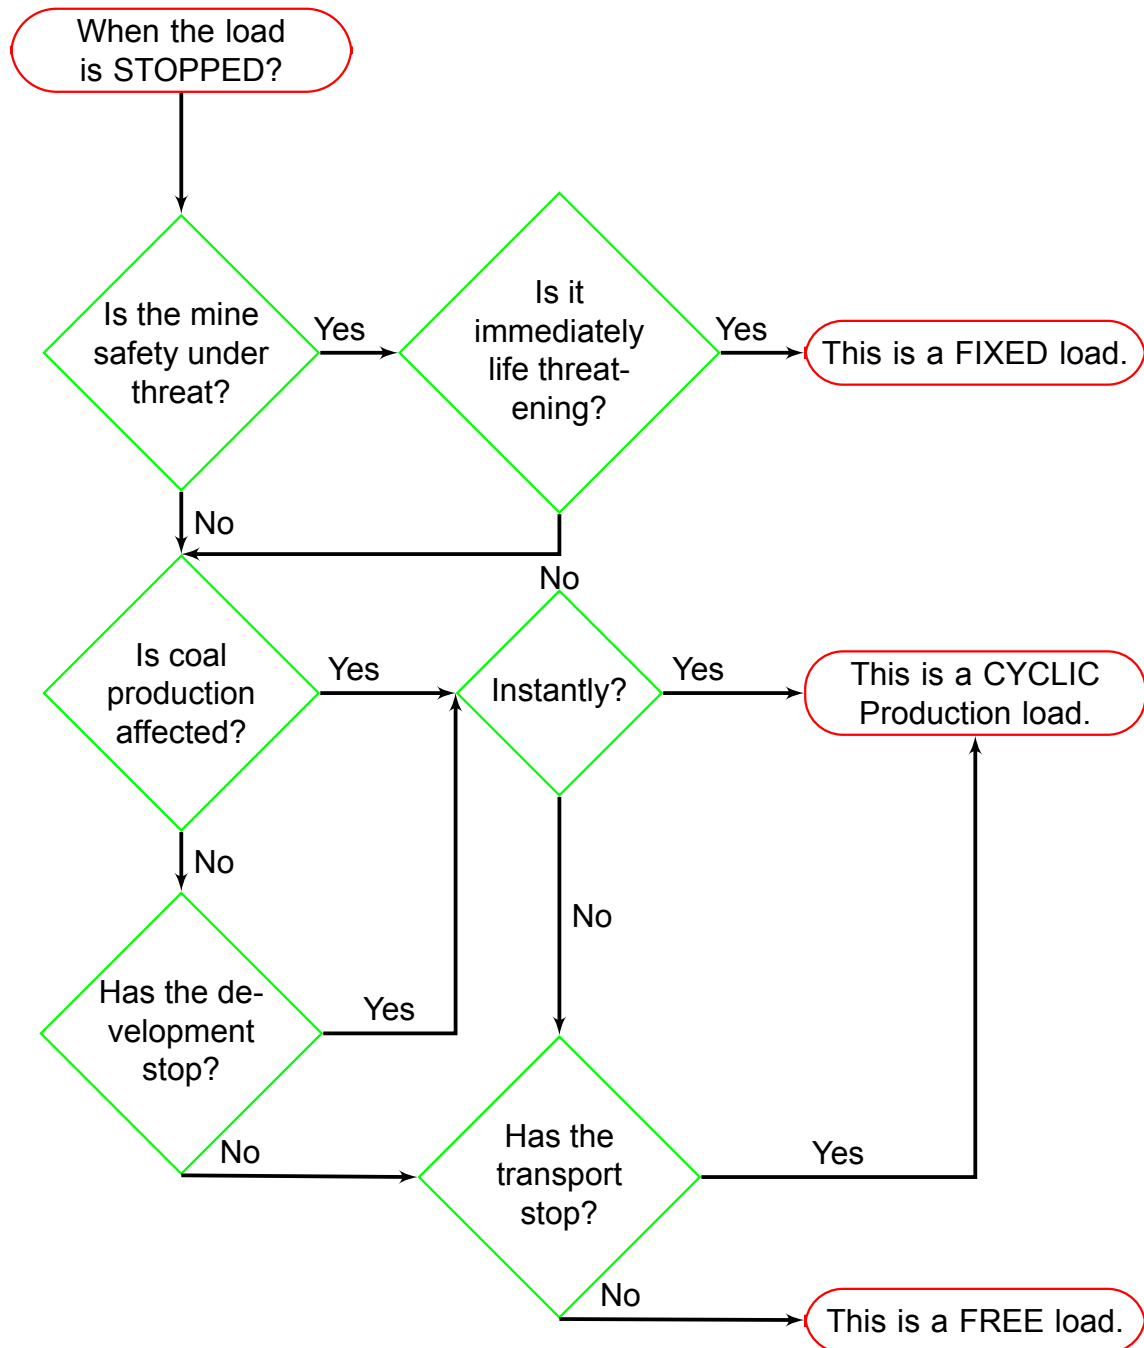 When the load
is STOPPED?
Is the mine
safety under
threat?
Yes
Is it
immediately
life threat-
ening?
Yes
This is a FIXED load.
No
No
Is coal
production
affected?
Yes
Instantly?
Yes
This is a CYCLIC
Production load.
No
No
Has the de-
velopment
stop?
Yes
No
Has the
transport
stop?
Yes
No
This is a FREE load.